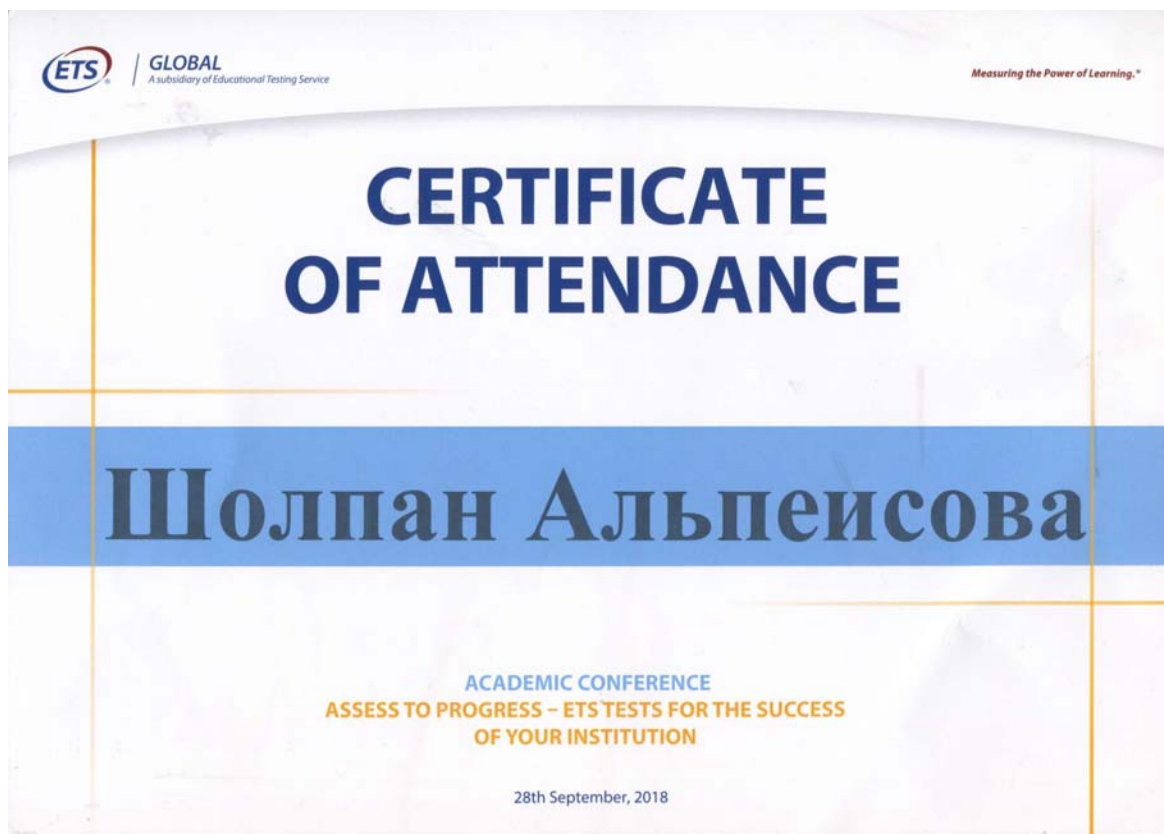 ETS®
GLOBAL
A subsidiary of Educational Testing Service
Measuring the Power of Learning.®
CERTIFICATE
OF ATTENDANCE
Шолпан Альпеисова
ACADEMIC CONFERENCE
ASSESS TO PROGRESS – ETS TESTS FOR THE SUCCESS
OF YOUR INSTITUTION
28th September, 2018